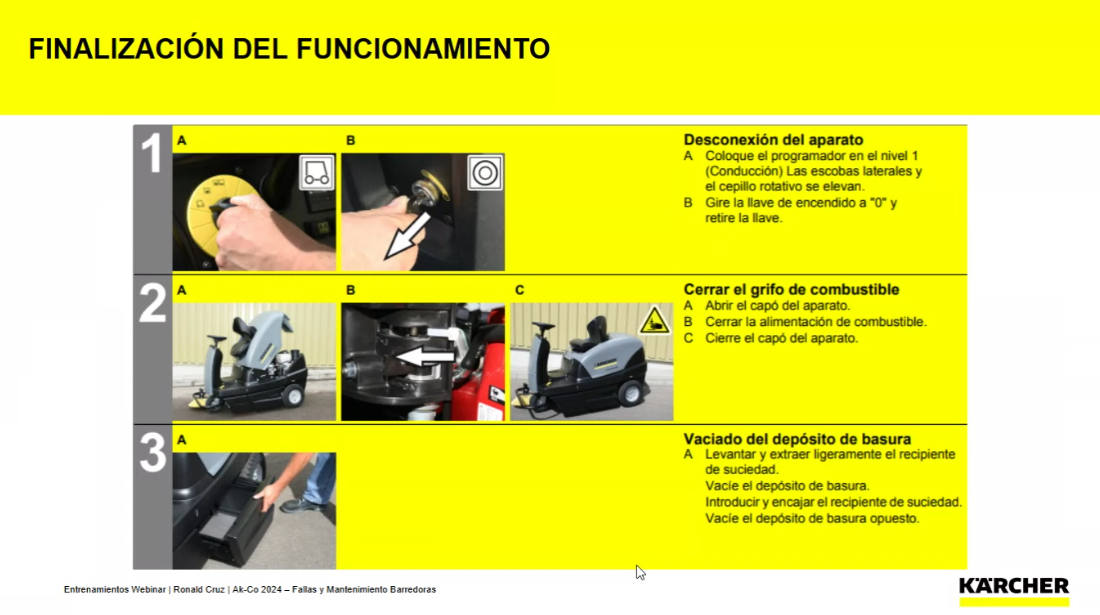 FINALIZACIÓN DEL FUNCIONAMIENTO
1
A
B
Desconexión del aparato
A Coloque el programador en el nivel 1
(Conducción) Las escobas laterales y
el cepillo rotativo se elevan.
B Gire la llave de encendido a "0" y
retire la llave.
2
A
B
C
Cerrar el grifo de combustible
A Abrir el capó del aparato.
B Cerrar la alimentación de combustible.
C Cierre el capó del aparato.
3
A
Vaciado del depósito de basura
A Levantar y extraer ligeramente el recipiente
de suciedad.
Vacíe el depósito de basura.
Introducir y encajar el recipiente de suciedad.
Vacíe el depósito de basura opuesto.
Entrenamientos Webinar | Ronald Cruz | Ak-Co 2024 – Fallas y Mantenimiento Barredoras
KÄRCHER